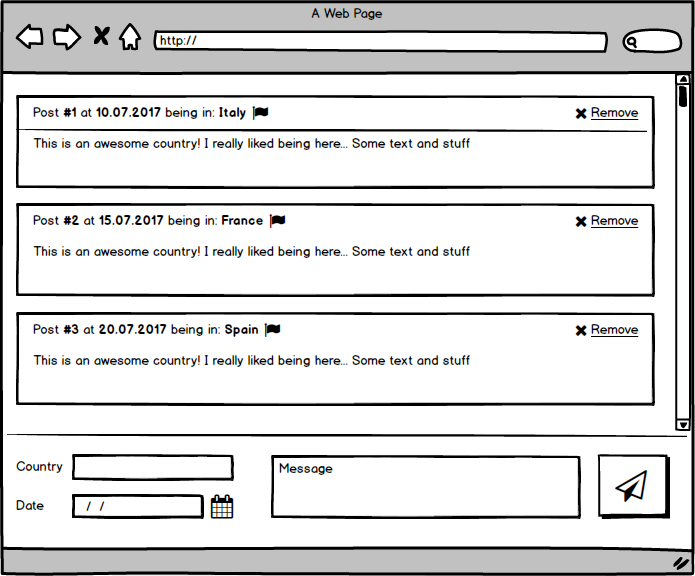 A Web Page
http://
Post #1 at 10.07.2017 being in: Italy
Remove
This is an awesome country! I really liked being here... Some text and stuff
Post #2 at 15.07.2017 being in: France
Remove
This is an awesome country! I really liked being here... Some text and stuff
Post #3 at 20.07.2017 being in: Spain
Remove
This is an awesome country! I really liked being here... Some text and stuff
Country
Message
Date
/ /